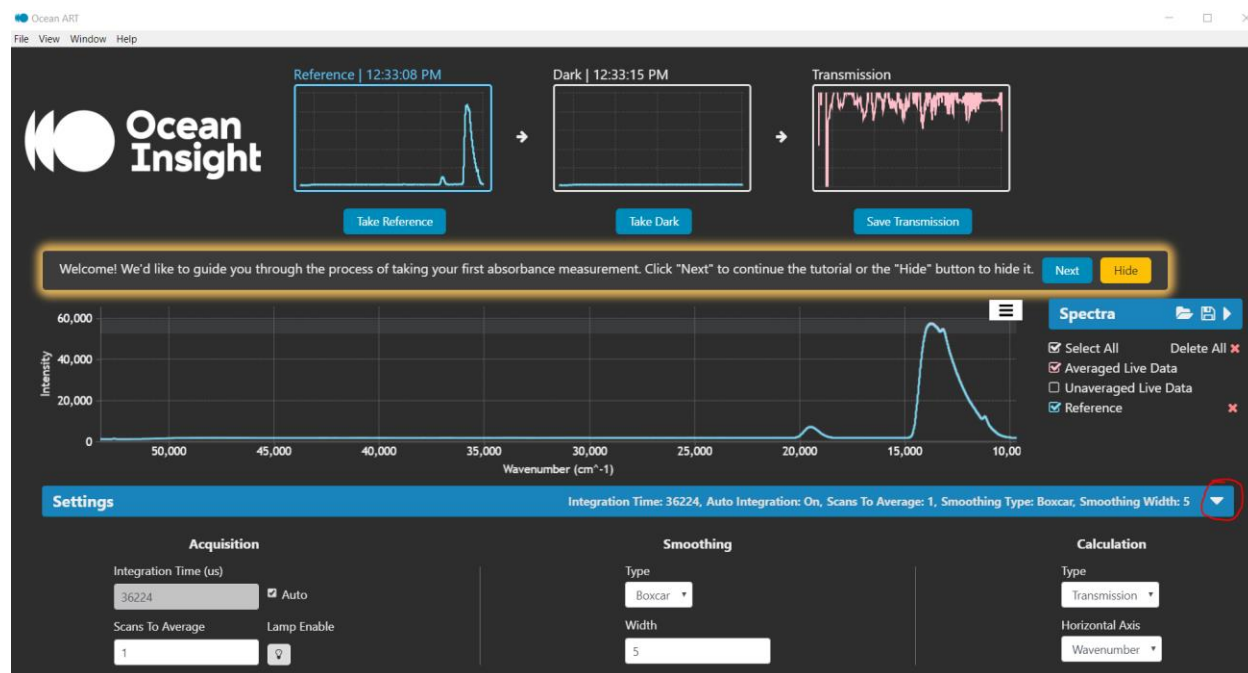 Ocean ART
File View Window Help
Reference | 12:33:08 PM
Dark | 12:33:15 PM
Transmission
Ocean
Insight
Take Reference
Take Dark
Save Transmission
Welcome! We'd like to guide you through the process of taking your first absorbance measurement. Click "Next" to continue the tutorial or the "Hide" button to hide it. Next Hide
60,000
40,000
20,000
0
Intensity
50,000 45,000 40,000 35,000 30,000 25,000 20,000 15,000 10,00
Wavenumber (cm^-1)
Spectra
Select All Delete All
Averaged Live Data
Unaveraged Live Data
Reference
Settings Integration Time: 36224, Auto Integration: On, Scans To Average: 1, Smoothing Type: Boxcar, Smoothing Width: 5
Acquisition
Integration Time (us)
36224 Auto
Scans To Average Lamp Enable
1
Smoothing
Type
Boxcar
Width
5
Calculation
Type
Transmission
Horizontal Axis
Wavenumber